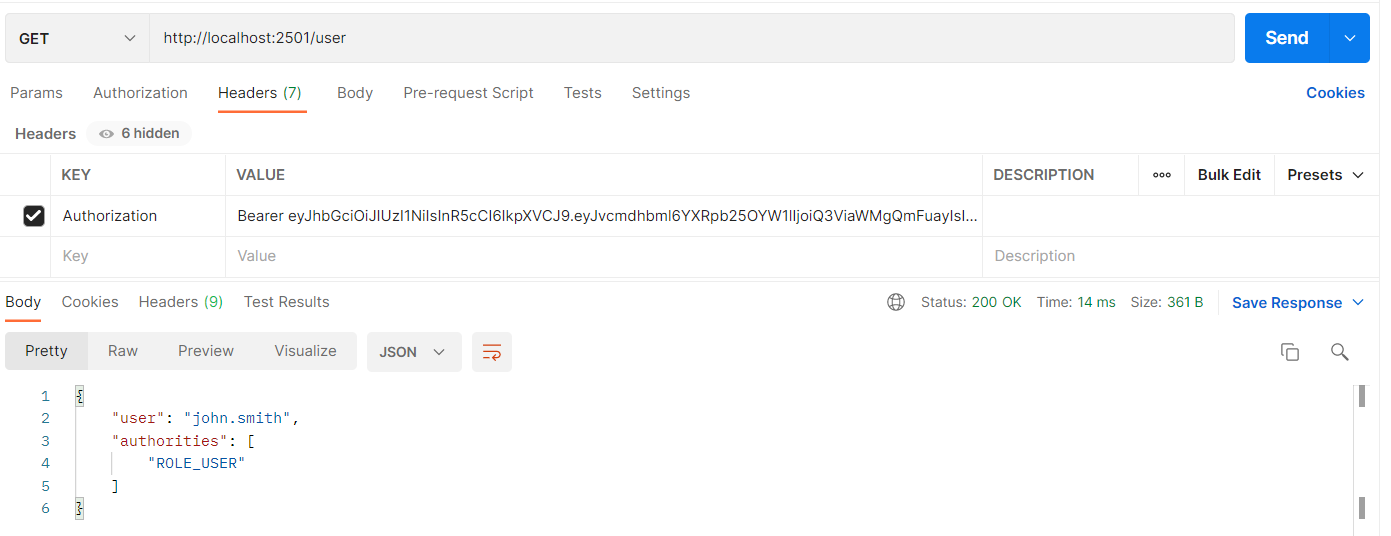 GET http://localhost:2501/user Send
Params Authorization Headers (7) Body Pre-request Script Tests Settings Cookies
Headers 6 hidden
KEY VALUE DESCRIPTION ••• Bulk Edit Presets
Authorization Bearer eyJhbGciOiJIUzI1NiIsInR5cCI6IkpXVCJ9.eyJvcmdhbml6YXRpb25OYW1lIjoiQ3ViaWMgQmFuayIsI...
Key Value Description
Body Cookies Headers (9) Test Results Status: 200 OK Time: 14 ms Size: 361 B Save Response
Pretty Raw Preview Visualize JSON
1 {
2 "user": "john.smith",
3 "authorities": [
4 "ROLE_USER"
5 ]
6 }